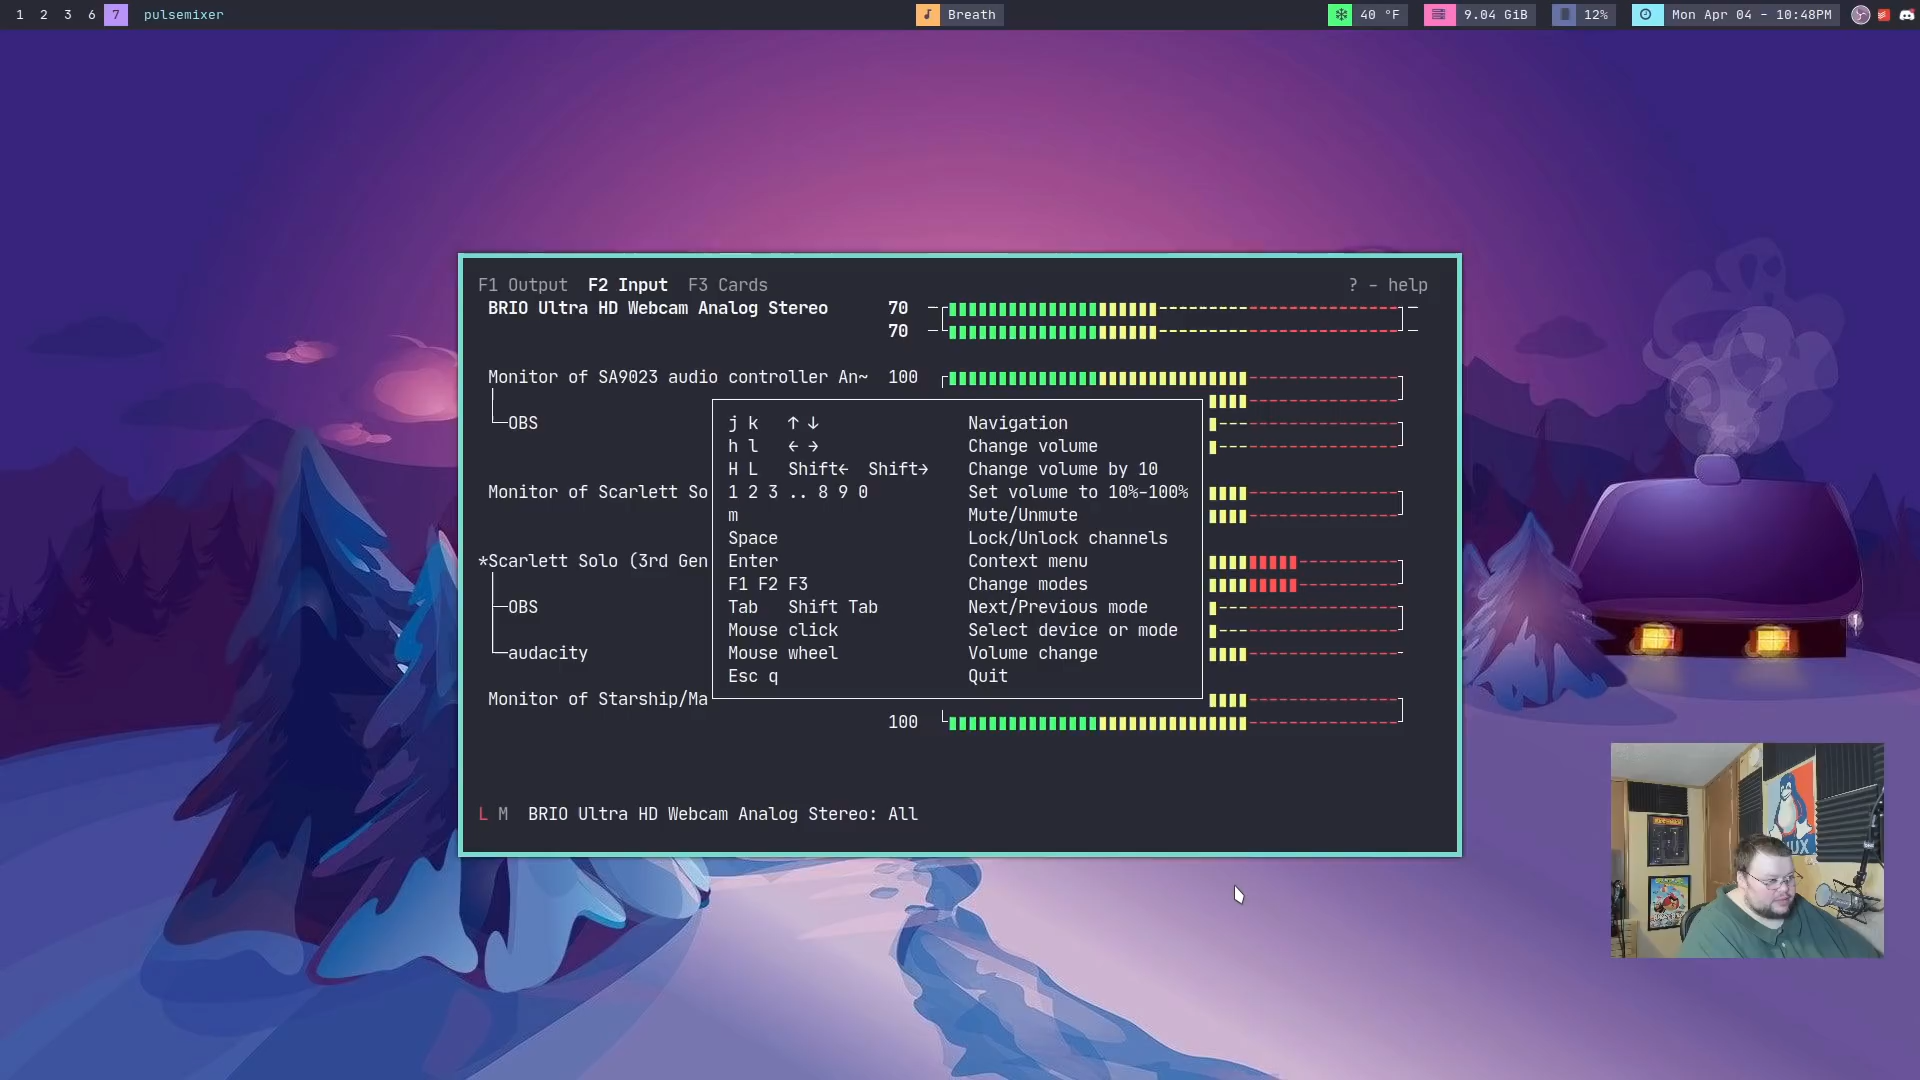 1 2 3 6 7 pulsemixer
Breath
40 °F 9.04 GiB 12% Mon Apr 04 - 10:48PM
F1 Output F2 Input F3 Cards ? - help
BRIO Ultra HD Webcam Analog Stereo 70
70
Monitor of SA9023 audio controller An~ 100
OBS
Monitor of Scarlett So
*Scarlett Solo (3rd Gen
OBS
audacity
Monitor of Starship/Ma
100
j k ↑ ↓ Navigation
h l ← → Change volume
H L Shift← Shift→ Change volume by 10
1 2 3 .. 8 9 0 Set volume to 10%-100%
m Mute/Unmute
Space Lock/Unlock channels
Enter Context menu
F1 F2 F3 Change modes
Tab Shift Tab Next/Previous mode
Mouse click Select device or mode
Mouse wheel Volume change
Esc q Quit
L M BRIO Ultra HD Webcam Analog Stereo: All